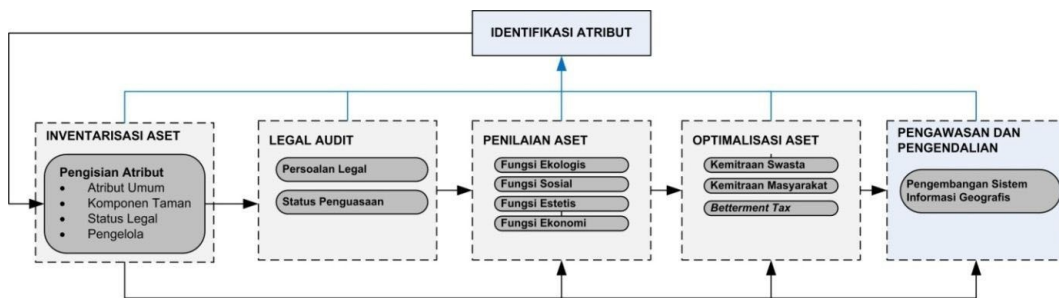 IDENTIFIKASI ATRIBUT
INVENTARISASI ASET
Pengisian Atribut
• Atribut Umum
• Komponen Taman
• Status Legal
• Pengelola
LEGAL AUDIT
Persoalan Legal
Status Penguasaan
PENILAIAN ASET
Fungsi Ekologis
Fungsi Sosial
Fungsi Estetis
Fungsi Ekonomi
OPTIMALISASI ASET
Kemitraan Swasta
Kemitraan Masyarakat
Betterment Tax
PENGAWASAN DAN
PENGENDALIAN
Pengembangan Sistem
Informasi Geografis